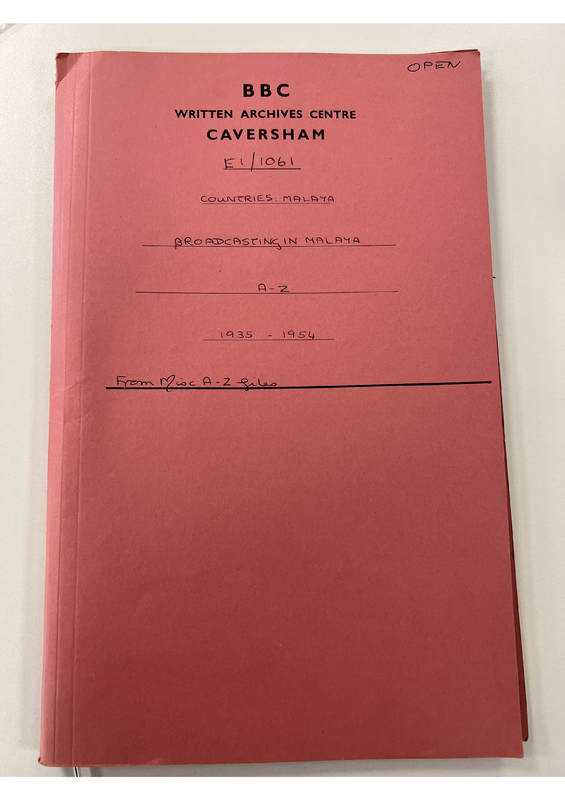 OPEN
BBC
WRITTEN ARCHIVES CENTRE
CAVERSHAM
E1/1061
COUNTRIES: MALAYA
BROADCASTING IN MALAYA
A-Z
1935 - 1954
From Misc A-Z files